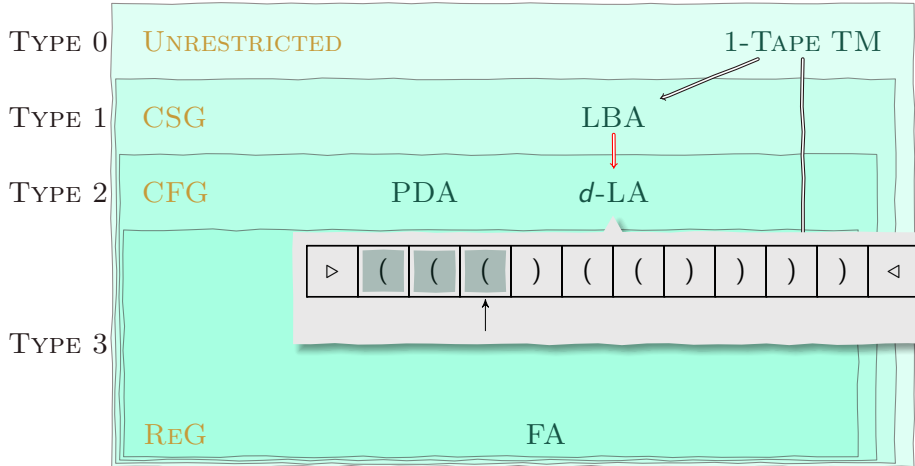 TYPE 0 UNRESTRICTED 1-TAPE TM
TYPE 1 CSG LBA
TYPE 2 CFG PDA d-LA
▷ ( ( ( ) ( ( ) ) ) ) ◁
TYPE 3
REG FA